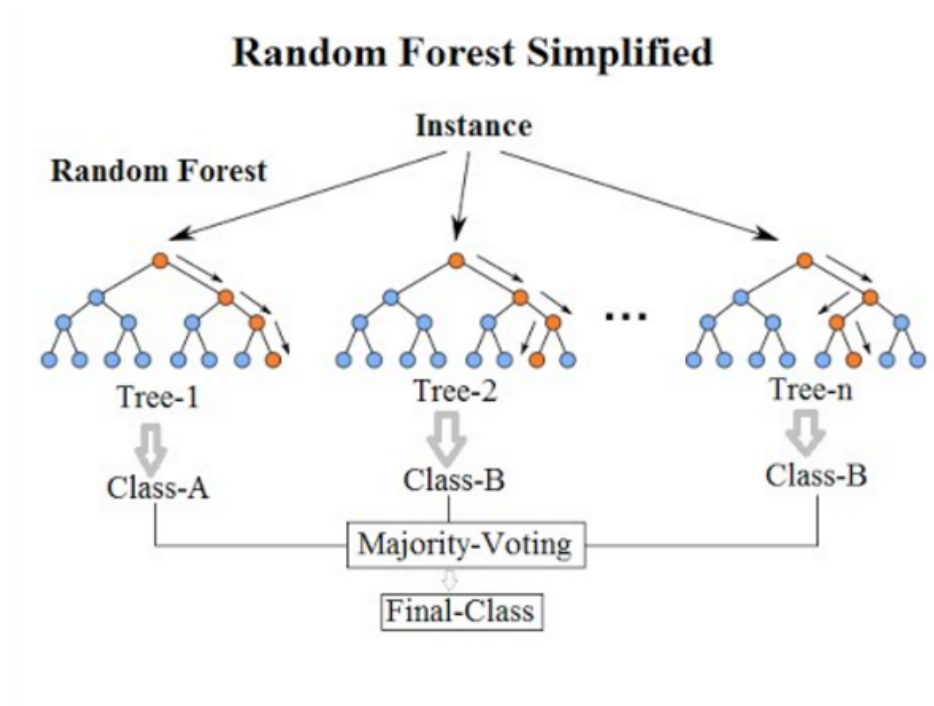 Random Forest Simplified
Instance
Random Forest
...
Tree-1
Tree-2
Tree-n
Class-A
Class-B
Class-B
Majority-Voting
Final-Class